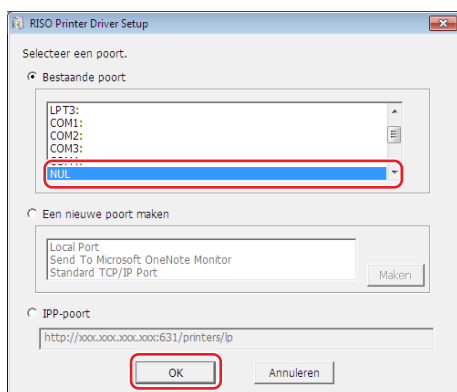 RISO Printer Driver Setup
Selecteer een poort.
Bestaande poort
LPT3:
COM1:
COM2:
COM3:
NUL
Een nieuwe poort maken
Local Port
Send To Microsoft OneNote Monitor
Standard TCP/IP Port
Maken
IPP-poort
http://xxx.xxx.xxx.xxx:631/printers/lp
OK
Annuleren